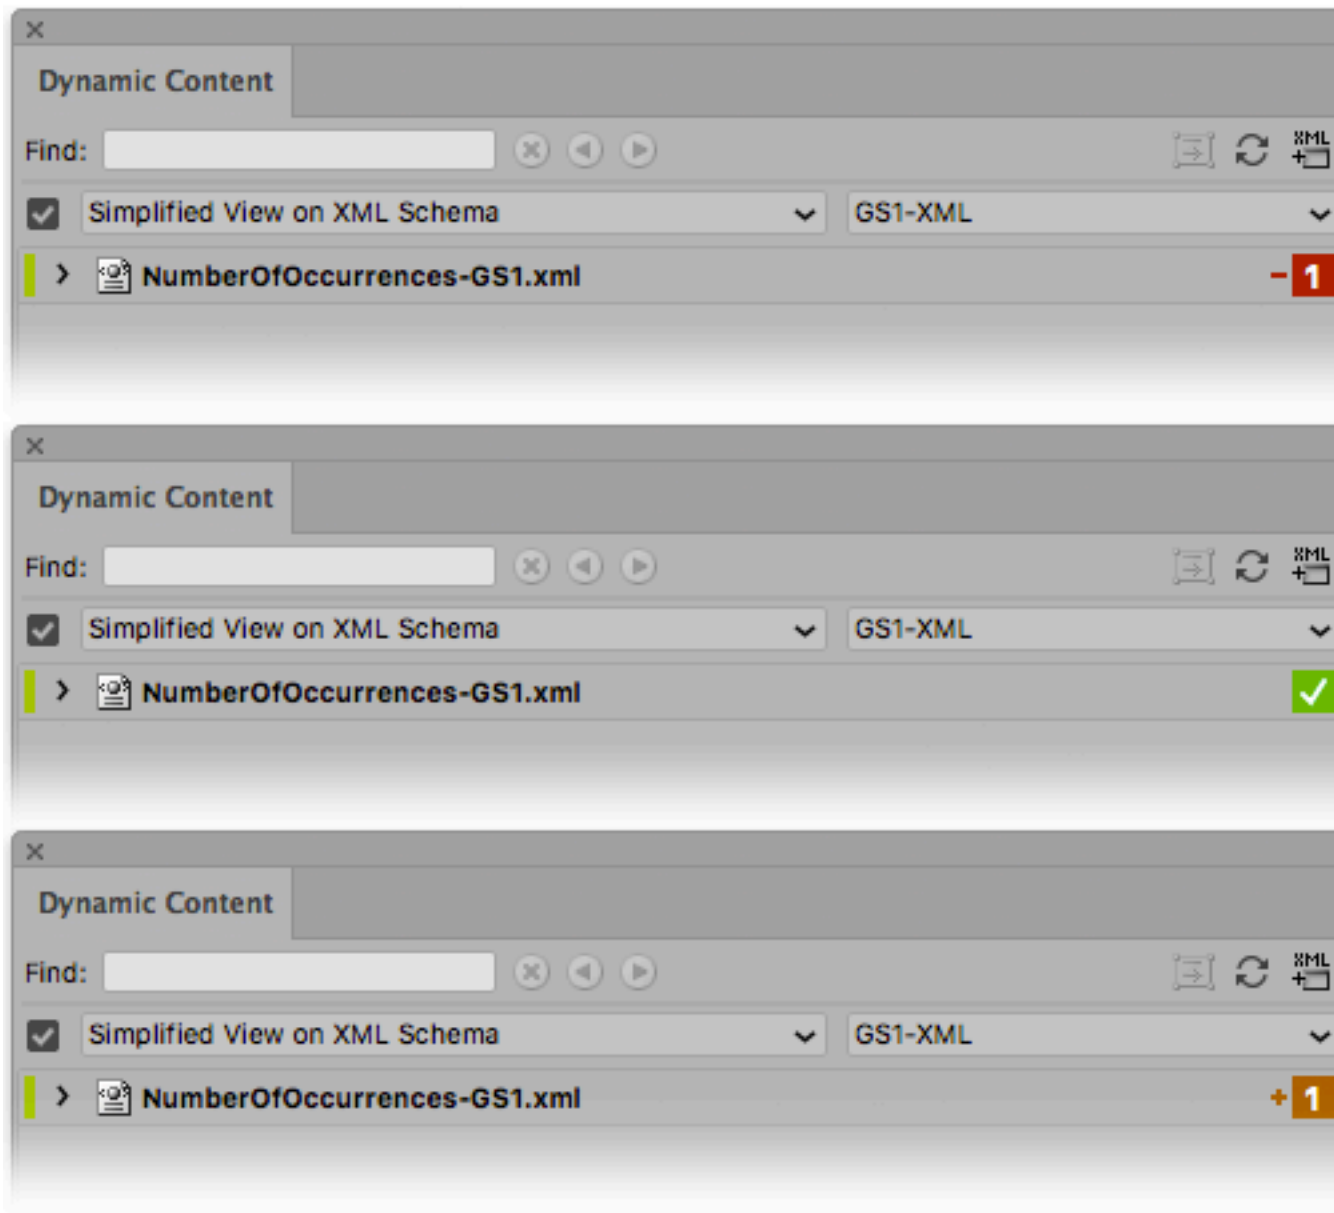 Dynamic Content
Find:
XML
Simplified View on XML Schema GS1-XML
NumberOfOccurrences-GS1.xml - 1
Dynamic Content
Find:
XML
Simplified View on XML Schema GS1-XML
NumberOfOccurrences-GS1.xml
Dynamic Content
Find:
XML
Simplified View on XML Schema GS1-XML
NumberOfOccurrences-GS1.xml + 1